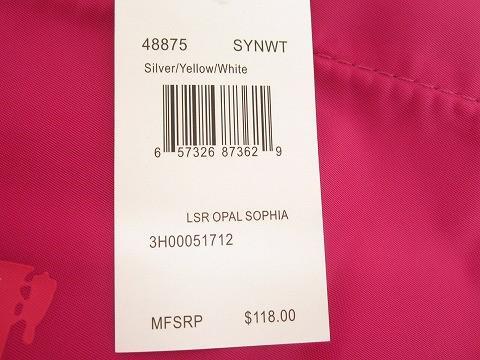 48875 SYNWT
Silver/Yellow/White
6 57326 87362 9
LSR OPAL SOPHIA
3H00051712
MFSRP $118.00